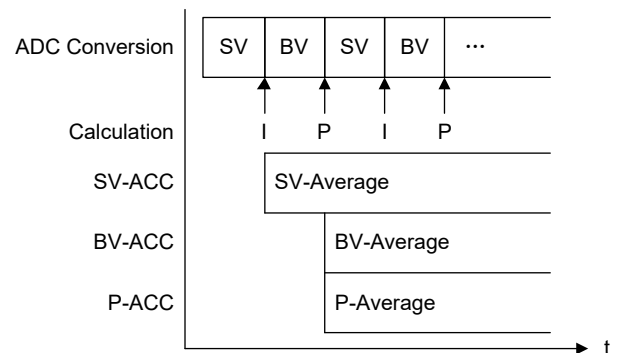 ADC Conversion SV BV SV BV ...
Calculation I P I P
SV-ACC SV-Average
BV-ACC BV-Average
P-ACC P-Average
t